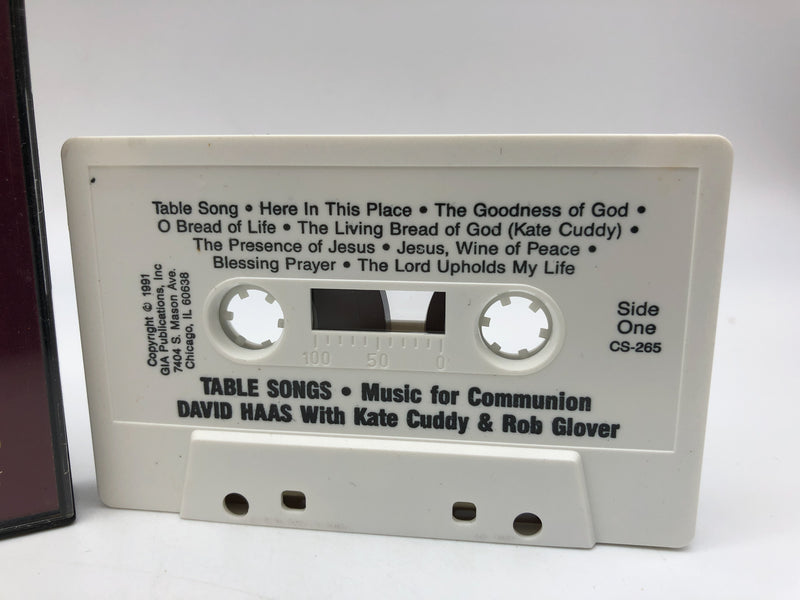 Table Song • Here In This Place • The Goodness of God •
O Bread of Life • The Living Bread of God (Kate Cuddy) •
The Presence of Jesus • Jesus, Wine of Peace •
Blessing Prayer • The Lord Upholds My Life
Copyright © 1991
GIA Publications, Inc
7404 S. Mason Ave.
Chicago, IL 60638
Side
One
CS-265
100 50 0
TABLE SONGS • Music for Communion
DAVID HAAS With Kate Cuddy & Rob Glover